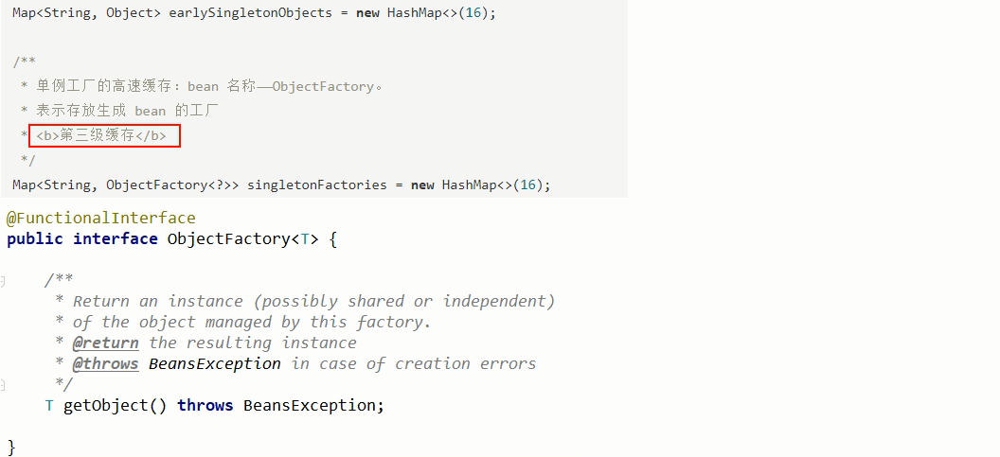 Map<String, Object> earlySingletonObjects = new HashMap<>(16);
/**
* 单例工厂的高速缓存：bean 名称——ObjectFactory。
* 表示存放生成 bean 的工厂
* <b>第三级缓存</b>
*/
Map<String, ObjectFactory<?>> singletonFactories = new HashMap<>(16);
@FunctionalInterface
public interface ObjectFactory<T> {
/**
* Return an instance (possibly shared or independent)
* of the object managed by this factory.
* @return the resulting instance
* @throws BeansException in case of creation errors
*/
T getObject() throws BeansException;
}